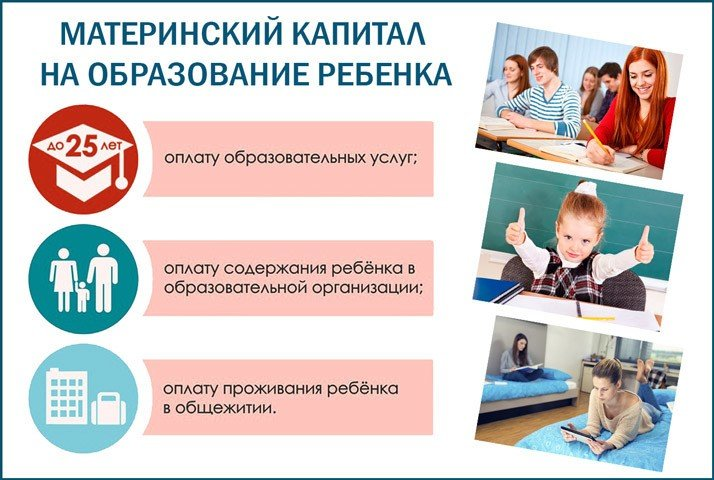 МАТЕРИНСКИЙ КАПИТАЛ
НА ОБРАЗОВАНИЕ РЕБЕНКА
до 25 лет
оплату образовательных услуг;
оплату содержания ребёнка в
образовательной организации;
оплату проживания ребёнка
в общежитии.